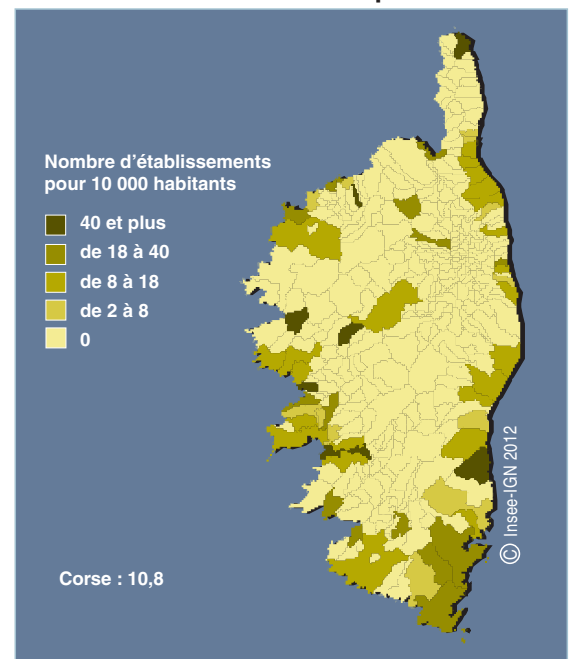 Nombre d'établissements
pour 10 000 habitants
40 et plus
de 18 à 40
de 8 à 18
de 2 à 8
0
Corse : 10,8
© Insee-IGN 2012